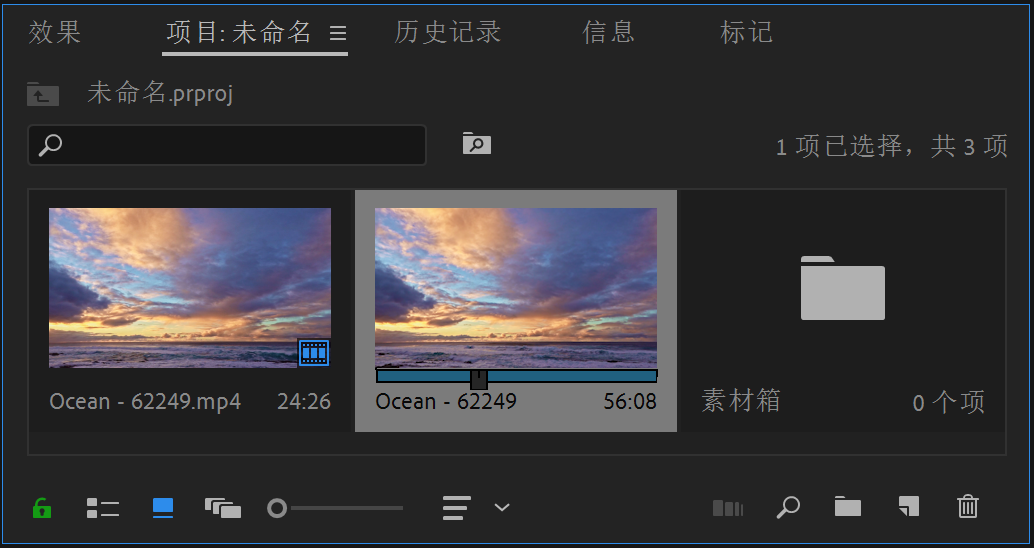 效果 项目: 未命名 历史记录 信息 标记
未命名.prproj
1 项已选择，共 3 项
Ocean - 62249.mp4 24:26 Ocean - 62249 56:08 素材箱 0 个项